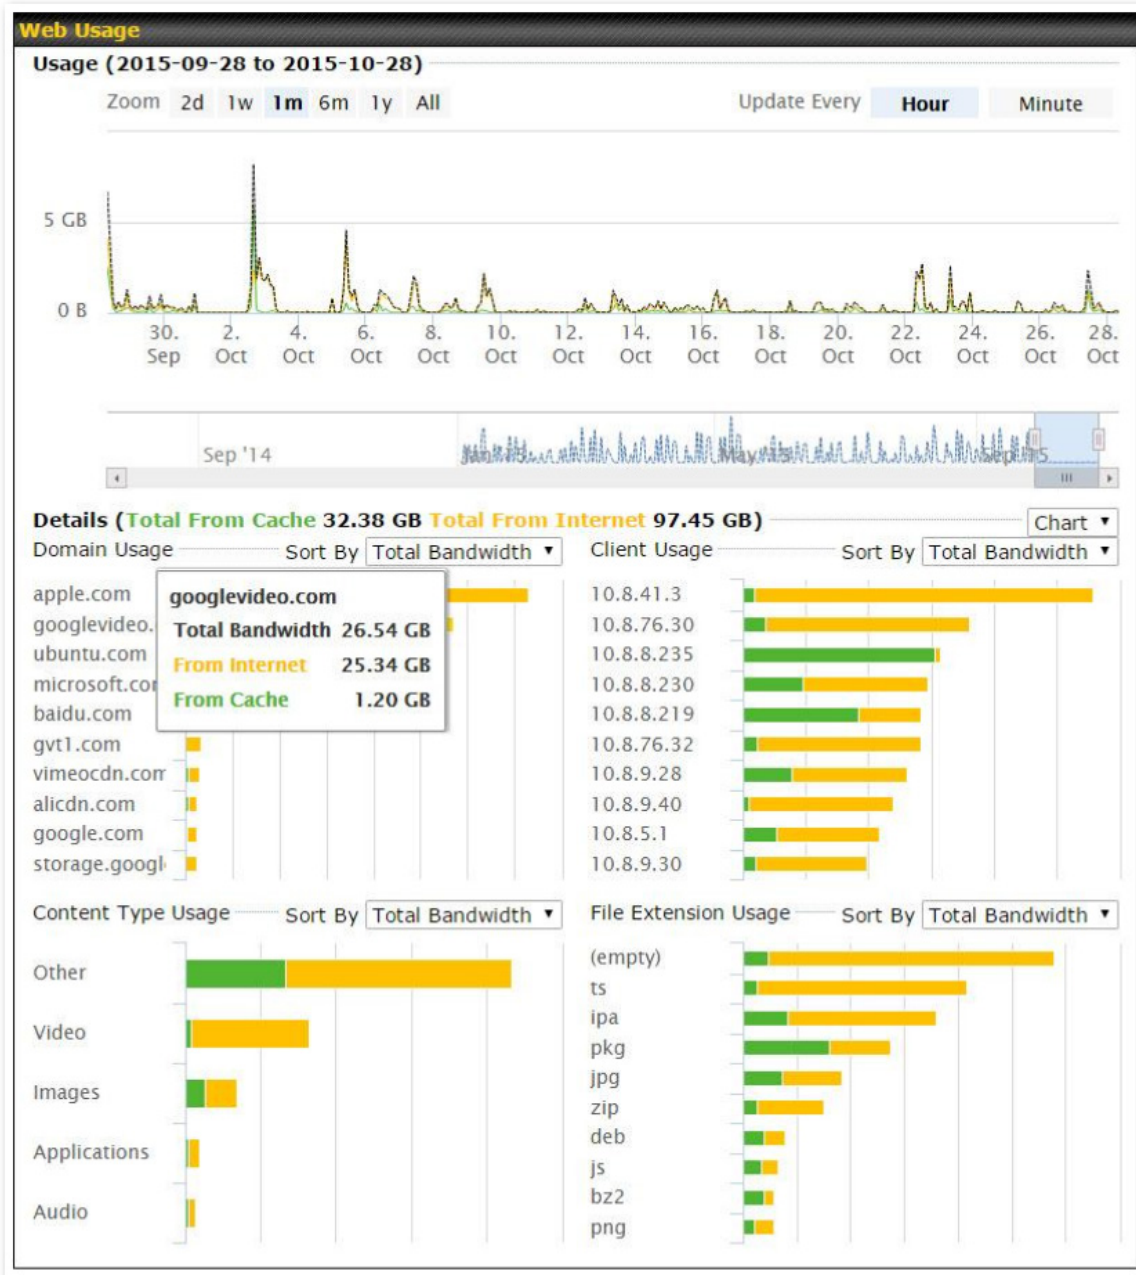 Web Usage
Usage (2015-09-28 to 2015-10-28)
Zoom 2d 1w 1m 6m 1y All Update Every Hour Minute
5 GB
0 B
30. 2. 4. 6. 8. 10. 12. 14. 16. 18. 20. 22. 24. 26. 28.
Sep Oct Oct Oct Oct Oct Oct Oct Oct Oct Oct Oct Oct Oct Oct
Sep '14
Details (Total From Cache 32.38 GB Total From Internet 97.45 GB) Chart
Domain Usage Sort By Total Bandwidth
apple.com
googlevideo.
ubuntu.com
microsoft.cor
baidu.com
gvt1.com
vimeocdn.com
alicdn.com
google.com
storage.googl
googlevideo.com
Total Bandwidth 26.54 GB
From Internet 25.34 GB
From Cache 1.20 GB
Client Usage Sort By Total Bandwidth
10.8.41.3
10.8.76.30
10.8.8.235
10.8.8.230
10.8.8.219
10.8.76.32
10.8.9.28
10.8.9.40
10.8.5.1
10.8.9.30
Content Type Usage Sort By Total Bandwidth
Other
Video
Images
Applications
Audio
File Extension Usage Sort By Total Bandwidth
(empty)
ts
ipa
pkg
jpg
zip
deb
js
bz2
png